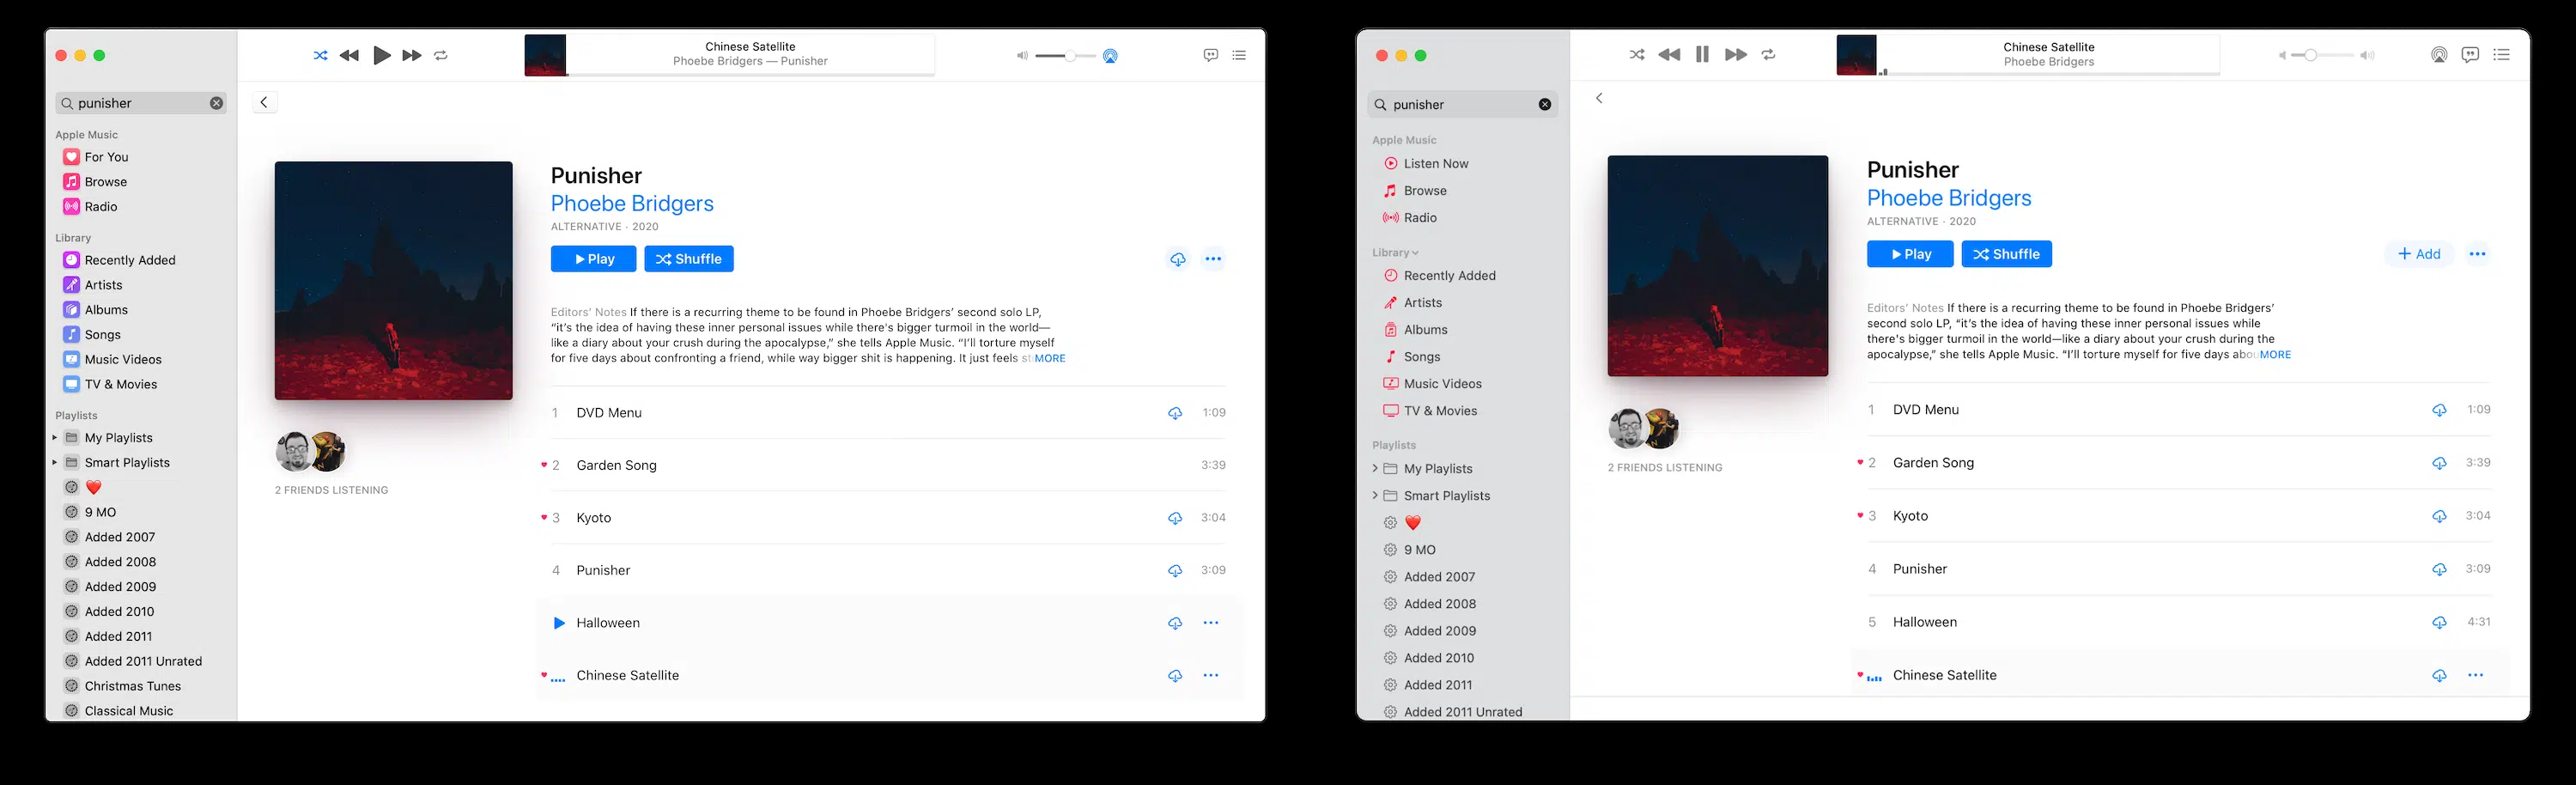 Chinese Satellite
Phoebe Bridgers — Punisher
punisher
Apple Music
For You
Browse
Radio
Library
Recently Added
Artists
Albums
Songs
Music Videos
TV & Movies
Playlists
My Playlists
Smart Playlists
❤️
9 MO
Added 2007
Added 2008
Added 2009
Added 2010
Added 2011
Added 2011 Unrated
Christmas Tunes
Classical Music
Punisher
Phoebe Bridgers
ALTERNATIVE · 2020
Play
Shuffle
Editors’ Notes If there is a recurring theme to be found in Phoebe Bridgers’ second solo LP,
“it’s the idea of having these inner personal issues while there's bigger turmoil in the world—
like a diary about your crush during the apocalypse,” she tells Apple Music. “I’ll torture myself
for five days about confronting a friend, while way bigger shit is happening. It just feels MORE
2 FRIENDS LISTENING
1 DVD Menu 1:09
2 Garden Song 3:39
3 Kyoto 3:04
4 Punisher 3:09
Halloween
Chinese Satellite
Chinese Satellite
Phoebe Bridgers
punisher
Apple Music
Listen Now
Browse
Radio
Library
Recently Added
Artists
Albums
Songs
Music Videos
TV & Movies
Playlists
My Playlists
Smart Playlists
❤️
9 MO
Added 2007
Added 2008
Added 2009
Added 2010
Added 2011
Added 2011 Unrated
Punisher
Phoebe Bridgers
ALTERNATIVE · 2020
Play
Shuffle
+ Add
Editors’ Notes If there is a recurring theme to be found in Phoebe Bridgers’
second solo LP, “it’s the idea of having these inner personal issues while
there's bigger turmoil in the world—like a diary about your crush during the
apocalypse,” she tells Apple Music. “I’ll torture myself for five days abou MORE
2 FRIENDS LISTENING
1 DVD Menu 1:09
2 Garden Song 3:39
3 Kyoto 3:04
4 Punisher 3:09
5 Halloween 4:31
Chinese Satellite